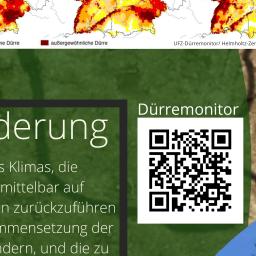 ne Dürre
außergewöhnliche Dürre
UFZ-Dürremonitor/ Helmholtz-Zen
Dürremonitor
derung
s Klimas, die
mittelbar auf
n zurückzuführen
mmensetzung der
ndern, und die zu